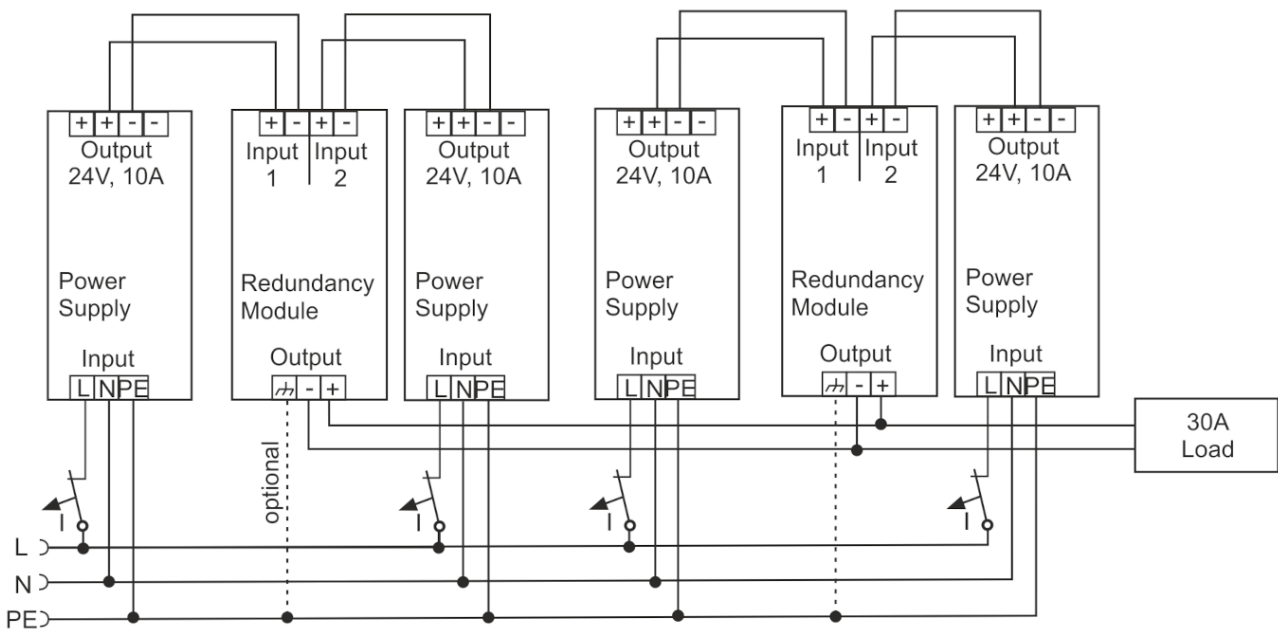 + + - -
Output
24V, 10A
Power
Supply
Input
L N PE
+ - + -
Input Input
1 2
Redundancy
Module
Output
- +
+ + - -
Output
24V, 10A
Power
Supply
Input
L N PE
+ + - -
Output
24V, 10A
Power
Supply
Input
L N PE
+ - + -
Input Input
1 2
Redundancy
Module
Output
- +
+ + - -
Output
24V, 10A
Power
Supply
Input
L N PE
30A
Load
optional
I
I
I
I
L
N
PE